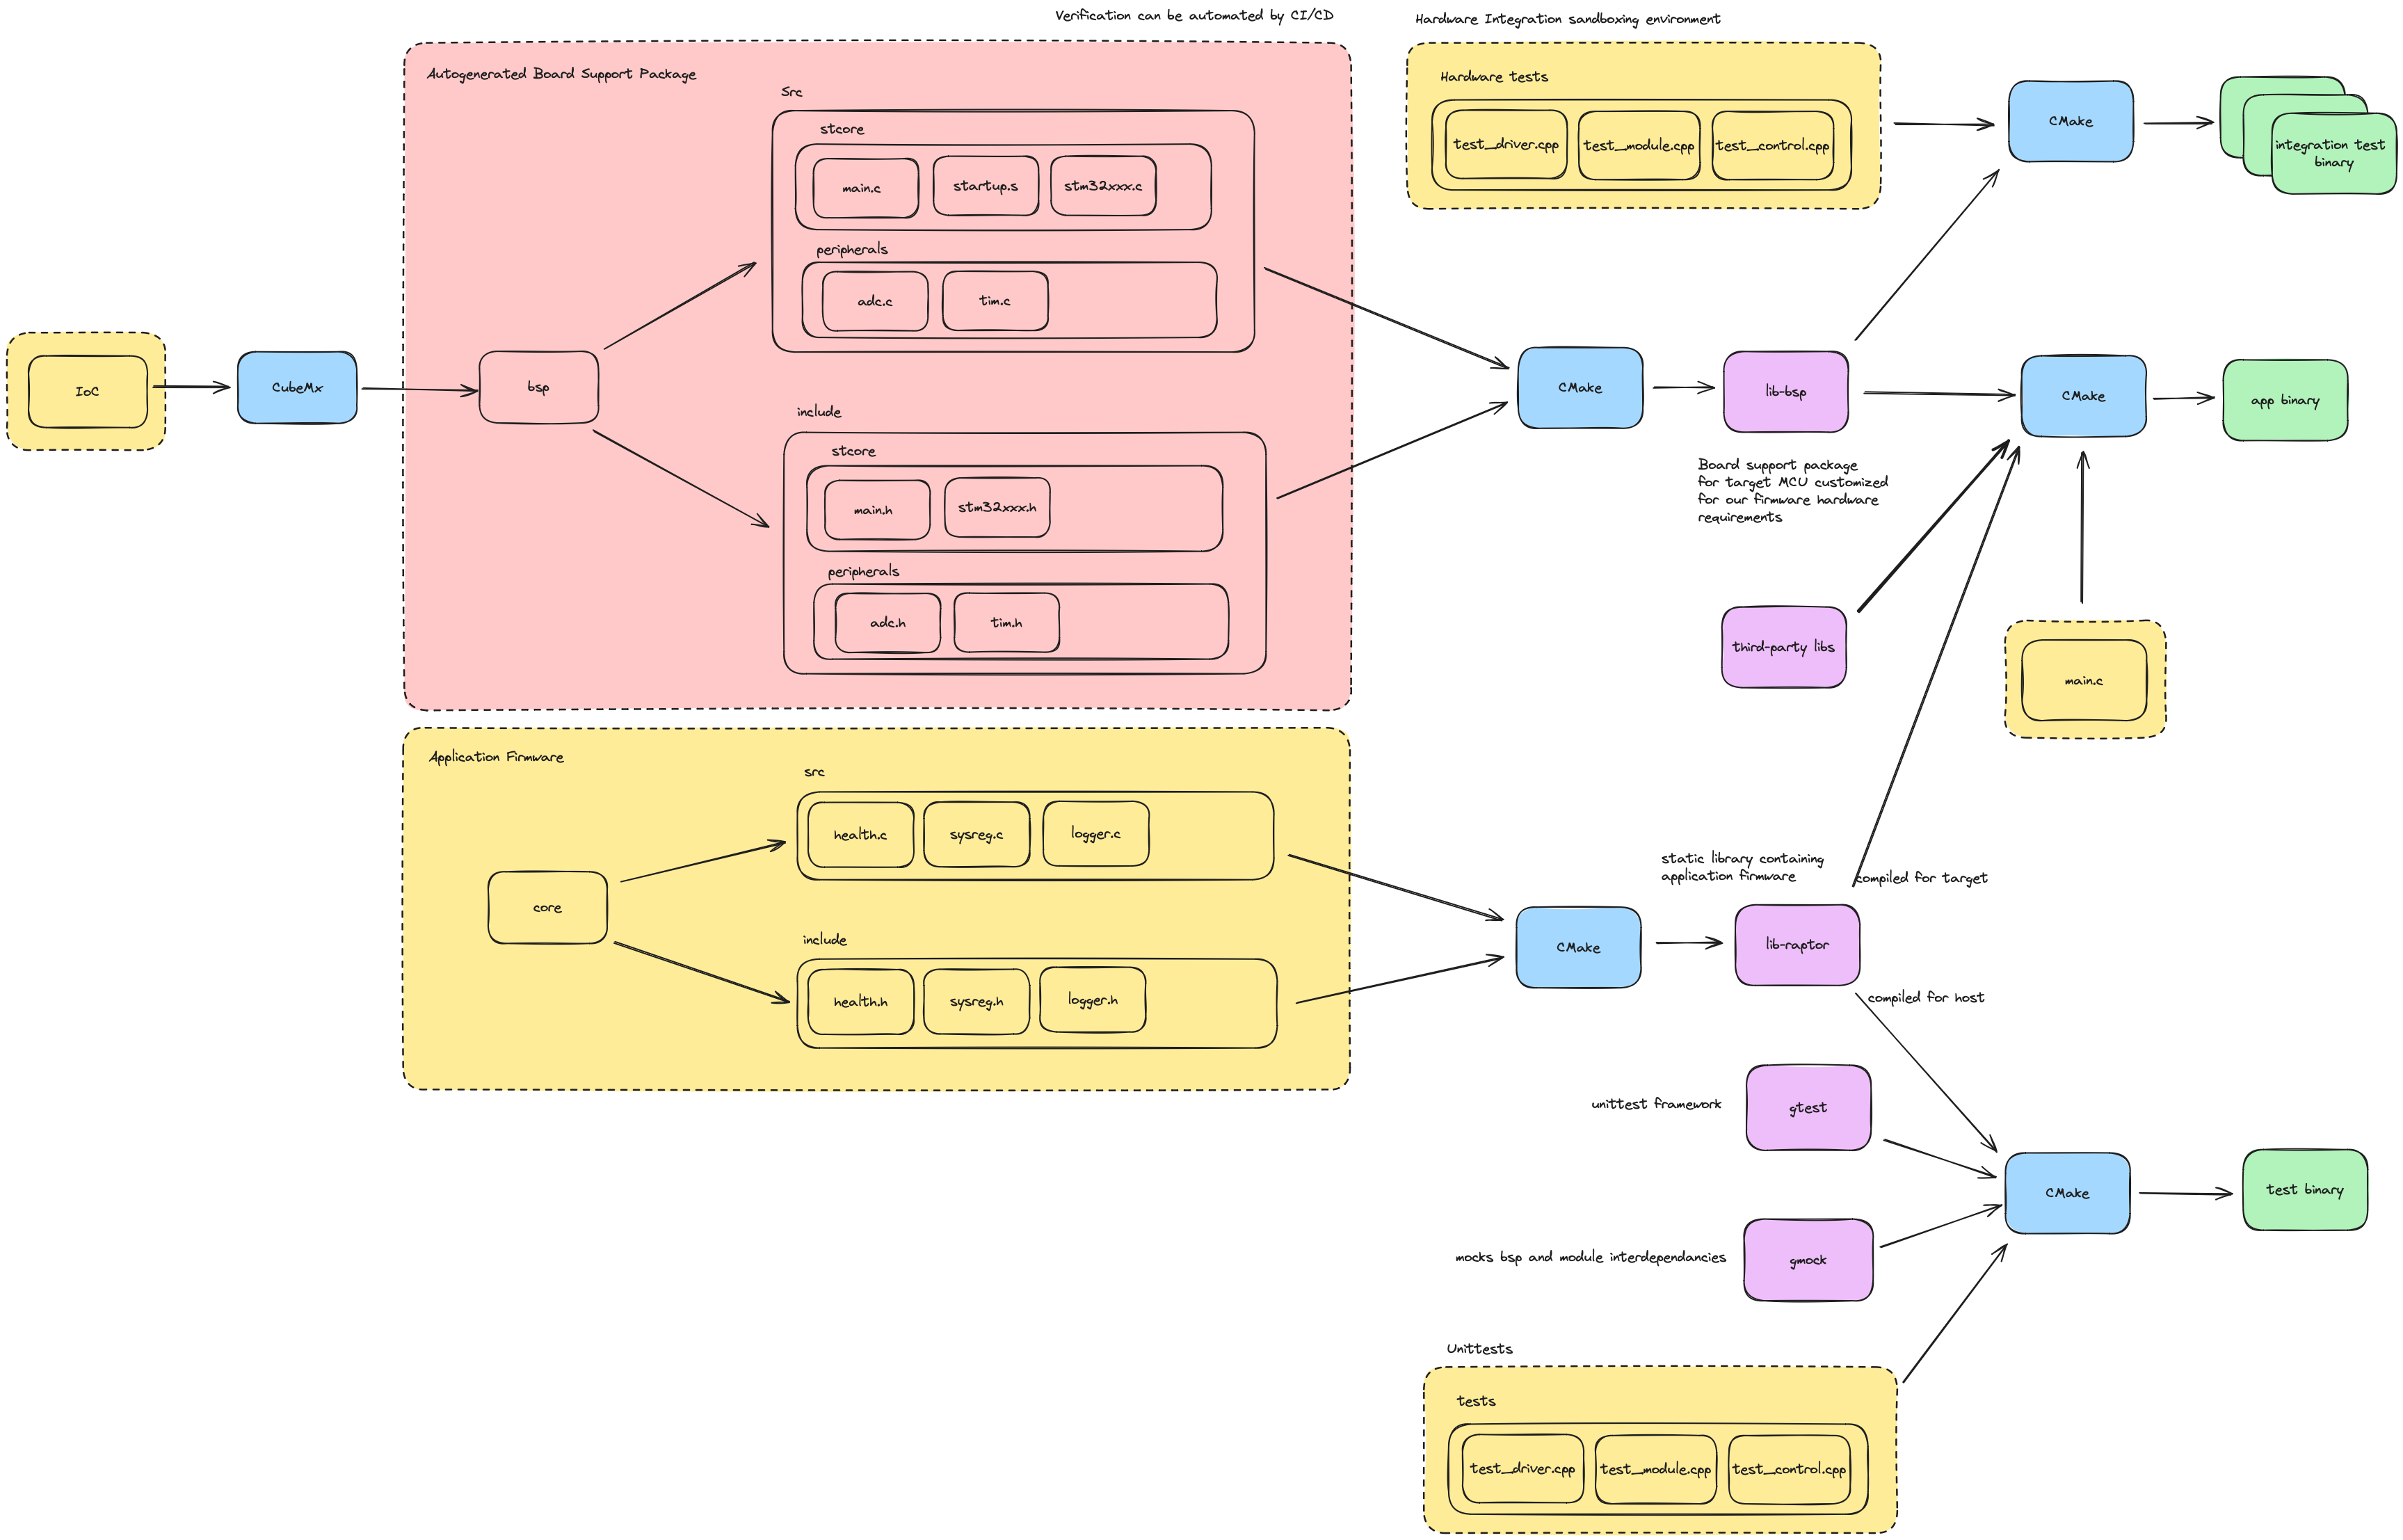 Verification can be automated by CI/CD
Hardware Integration sandboxing environment
Autogenerated Board Support Package
Src
stcore
main.c
startup.s
stm32xxx.c
peripherals
adc.c
tim.c
IoC
CubeMx
bsp
include
stcore
main.h
stm32xxx.h
peripherals
adc.h
tim.h
Hardware tests
test_driver.cpp
test_module.cpp
test_control.cpp
CMake
integration test
binary
CMake
lib-bsp
CMake
app binary
Board support package
for target MCU customized
for our firmware hardware
requirements
third-party libs
main.c
Application Firmware
src
health.c
sysreg.c
logger.c
core
include
health.h
sysreg.h
logger.h
static library containing
application firmware
compiled for target
CMake
lib-raptor
compiled for host
unittest framework
gtest
CMake
test binary
mocks bsp and module interdependancies
gmock
Unittests
tests
test_driver.cpp
test_module.cpp
test_control.cpp